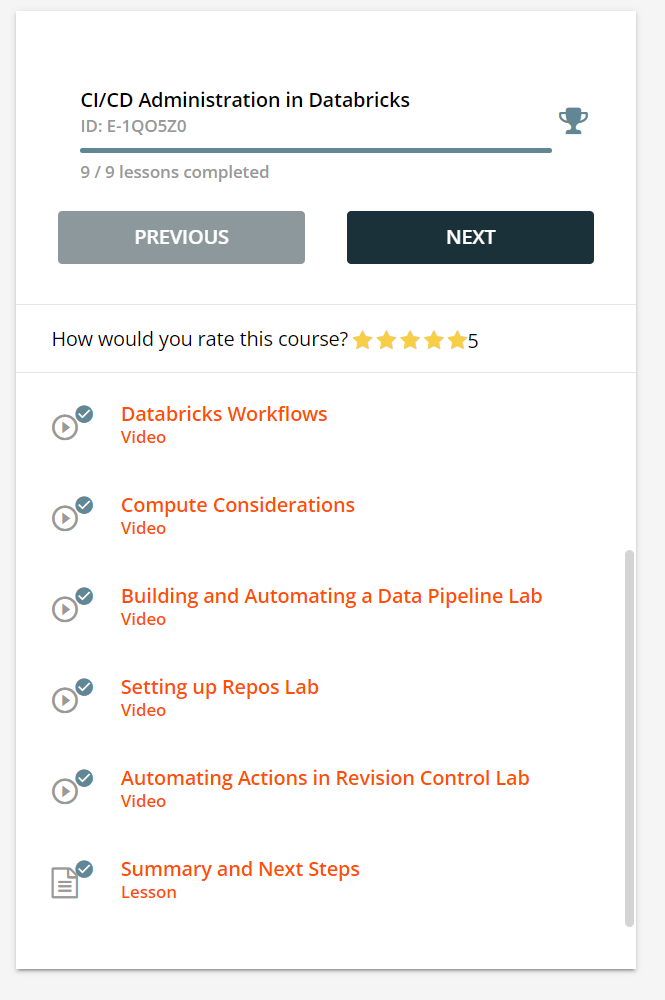 CI/CD Administration in Databricks
ID: E-1QO5Z0
9 / 9 lessons completed
PREVIOUS
NEXT
How would you rate this course? 5
Databricks Workflows
Video
Compute Considerations
Video
Building and Automating a Data Pipeline Lab
Video
Setting up Repos Lab
Video
Automating Actions in Revision Control Lab
Video
Summary and Next Steps
Lesson